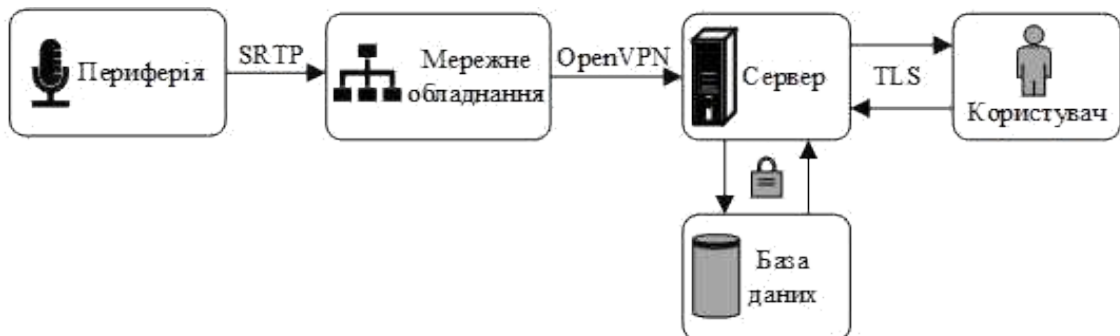 Периферія
SRTP
Мережне
обладнання
OpenVPN
Сервер
TLS
Користувач
База
даних